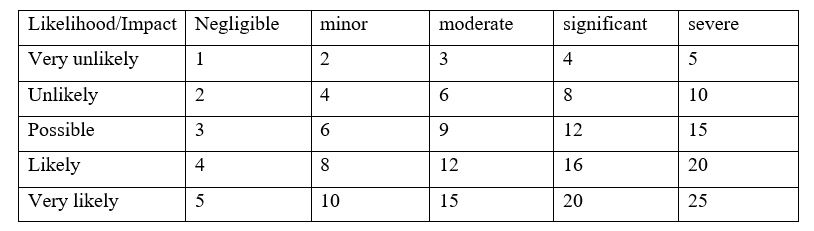 Likelihood/Impact Negligible minor moderate significant severe
Very unlikely 1 2 3 4 5
Unlikely 2 4 6 8 10
Possible 3 6 9 12 15
Likely 4 8 12 16 20
Very likely 5 10 15 20 25